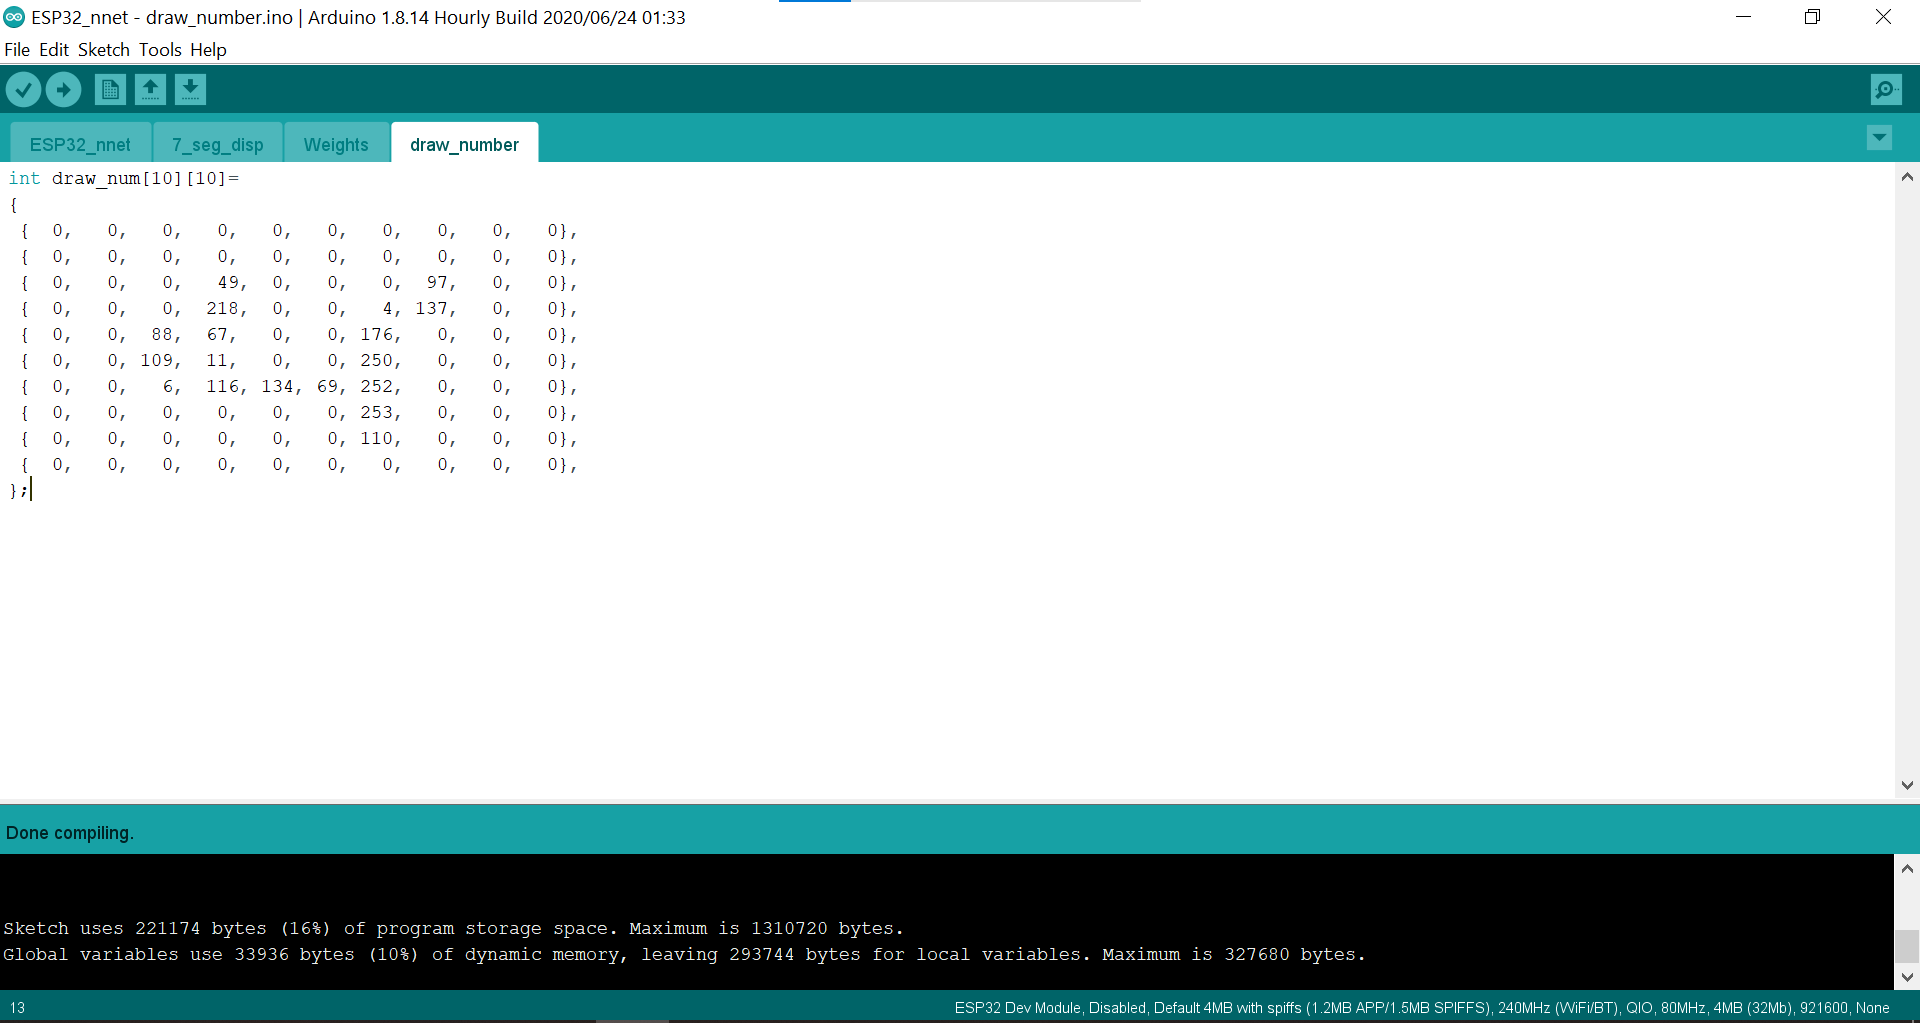 ESP32_nnet - draw_number.ino | Arduino 1.8.14 Hourly Build 2020/06/24 01:33
File Edit Sketch Tools Help
ESP32_nnet 7_seg_disp Weights draw_number
int draw_num[10][10]=
{
{ 0, 0, 0, 0, 0, 0, 0, 0, 0, 0},
{ 0, 0, 0, 0, 0, 0, 0, 0, 0, 0},
{ 0, 0, 0, 49, 0, 0, 0, 97, 0, 0},
{ 0, 0, 0, 218, 0, 0, 4, 137, 0, 0},
{ 0, 0, 88, 67, 0, 0, 176, 0, 0, 0},
{ 0, 0, 109, 11, 0, 0, 250, 0, 0, 0},
{ 0, 0, 6, 116, 134, 69, 252, 0, 0, 0},
{ 0, 0, 0, 0, 0, 0, 253, 0, 0, 0},
{ 0, 0, 0, 0, 0, 0, 110, 0, 0, 0},
{ 0, 0, 0, 0, 0, 0, 0, 0, 0, 0},
};
Done compiling.
Sketch uses 221174 bytes (16%) of program storage space. Maximum is 1310720 bytes.
Global variables use 33936 bytes (10%) of dynamic memory, leaving 293744 bytes for local variables. Maximum is 327680 bytes.
13 ESP32 Dev Module, Disabled, Default 4MB with spiffs (1.2MB APP/1.5MB SPIFFS), 240MHz (WiFi/BT), QIO, 80MHz, 4MB (32Mb), 921600, None